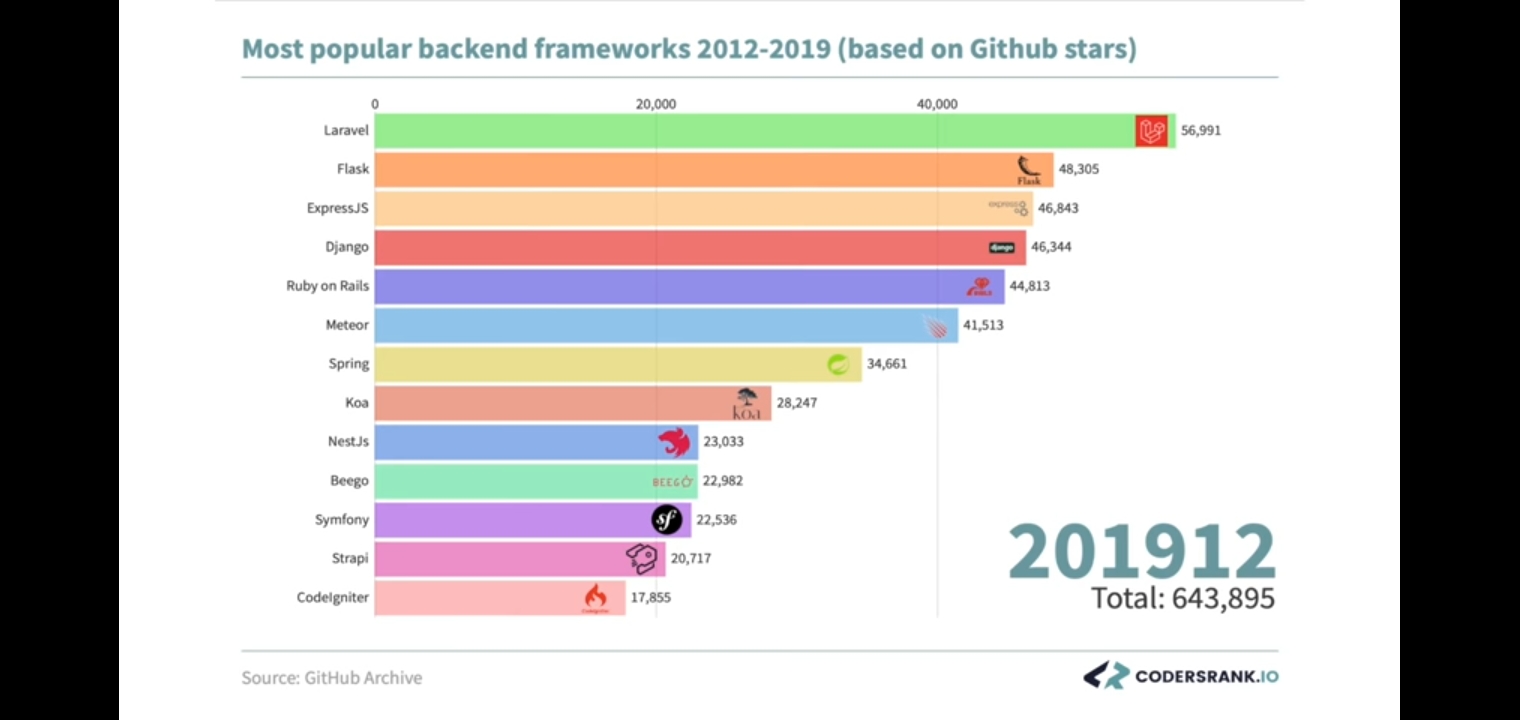 Most popular backend frameworks 2012-2019 (based on Github stars)
0 20,000 40,000
Laravel 56,991
Flask Flask 48,305
ExpressJS express 46,843
Django django 46,344
Ruby on Rails RAILS 44,813
Meteor 41,513
Spring 34,661
Koa koa 28,247
NestJs 23,033
Beego BEEGO 22,982
Symfony sf 22,536
Strapi 20,717
CodeIgniter CodeIgniter 17,855
201912
Total: 643,895
Source: GitHub Archive
CODERSRANK.IO